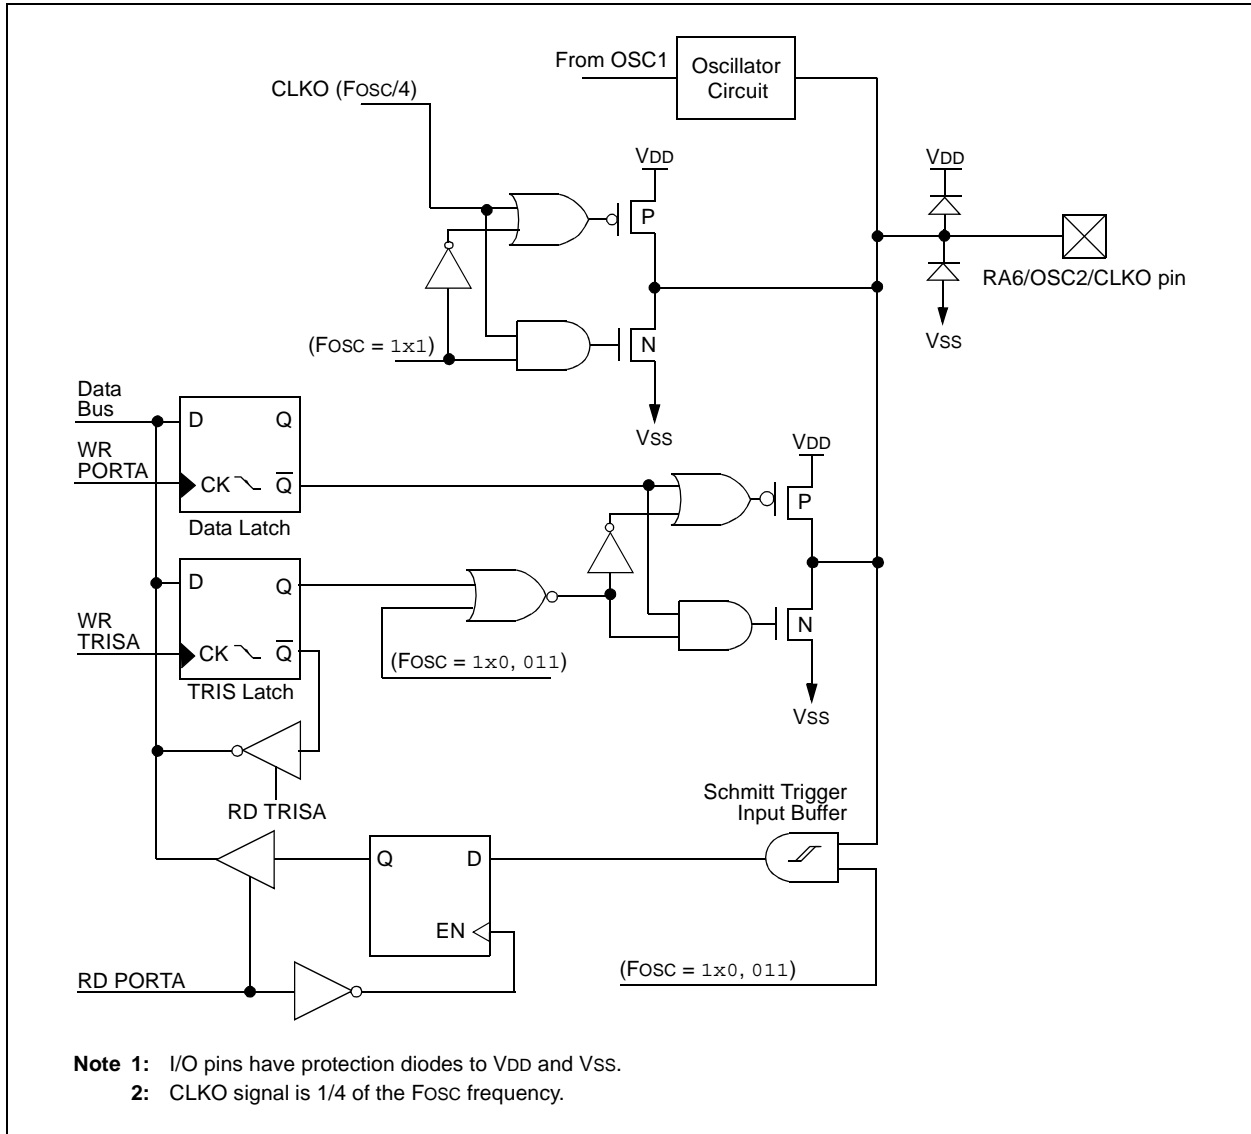 From OSC1
Oscillator
Circuit
CLKO (FOSC/4)
VDD
P
VDD
RA6/OSC2/CLKO pin
VSS
(FOSC = 1x1)
N
VSS
Data
Bus
D
Q
WR
PORTA
CK
Q
Data Latch
VDD
P
D
Q
WR
TRISA
CK
Q
TRIS Latch
(FOSC = 1x0, 011)
N
VSS
RD TRISA
Schmitt Trigger
Input Buffer
Q
D
EN
RD PORTA
(FOSC = 1x0, 011)
Note 1: I/O pins have protection diodes to VDD and VSS.
2: CLKO signal is 1/4 of the FOSC frequency.